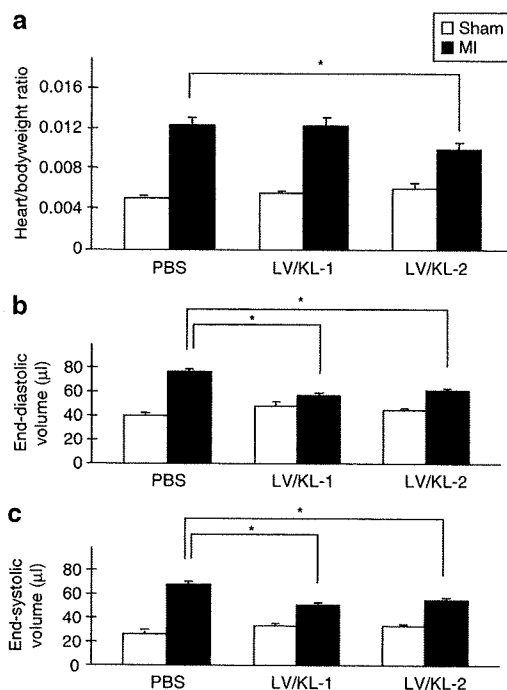 a
Sham
MI
*
0.016
0.012
0.008
0.004
0
Heart/bodyweight ratio
PBS LV/KL-1 LV/KL-2
b
*
*
80
60
40
20
0
End-diastolic
volume (μl)
PBS LV/KL-1 LV/KL-2
c
*
*
80
60
40
20
0
End-systolic
volume (μl)
PBS LV/KL-1 LV/KL-2